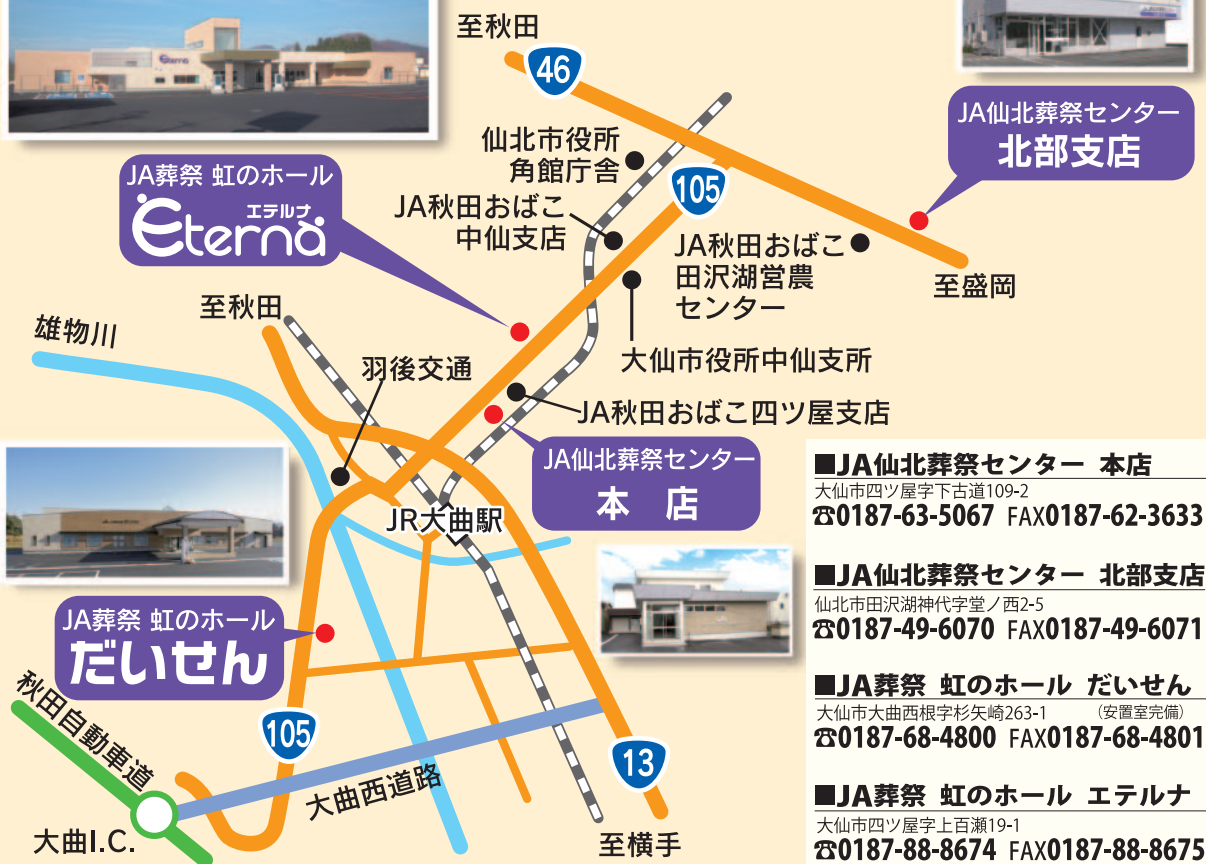 至秋田
46
Eterna
JA仙北葬祭センター
北部支店
仙北市役所
角館庁舎
JA葬祭 虹のホール
エテルナ
Eterna
105
JA秋田おばこ
中仙支店
JA秋田おばこ
田沢湖営農
センター
至盛岡
至秋田
雄物川
大仙市役所中仙支所
羽後交通
JA秋田おばこ四ツ屋支店
JA仙北葬祭センター
本 店
JR大曲駅
JA葬祭 虹のホール
だいせん
秋田自動車道
105
13
大曲西道路
大曲I.C.
至横手
■JA仙北葬祭センター 本店
大仙市四ツ屋字下古道109-2
☎0187-63-5067 FAX0187-62-3633
■JA仙北葬祭センター 北部支店
仙北市田沢湖神代字堂ノ西2-5
☎0187-49-6070 FAX0187-49-6071
■JA葬祭 虹のホール だいせん
大仙市大曲西根字杉矢崎263-1 (安置室完備)
☎0187-68-4800 FAX0187-68-4801
■JA葬祭 虹のホール エテルナ
大仙市四ツ屋字上百瀬19-1
☎0187-88-8674 FAX0187-88-8675